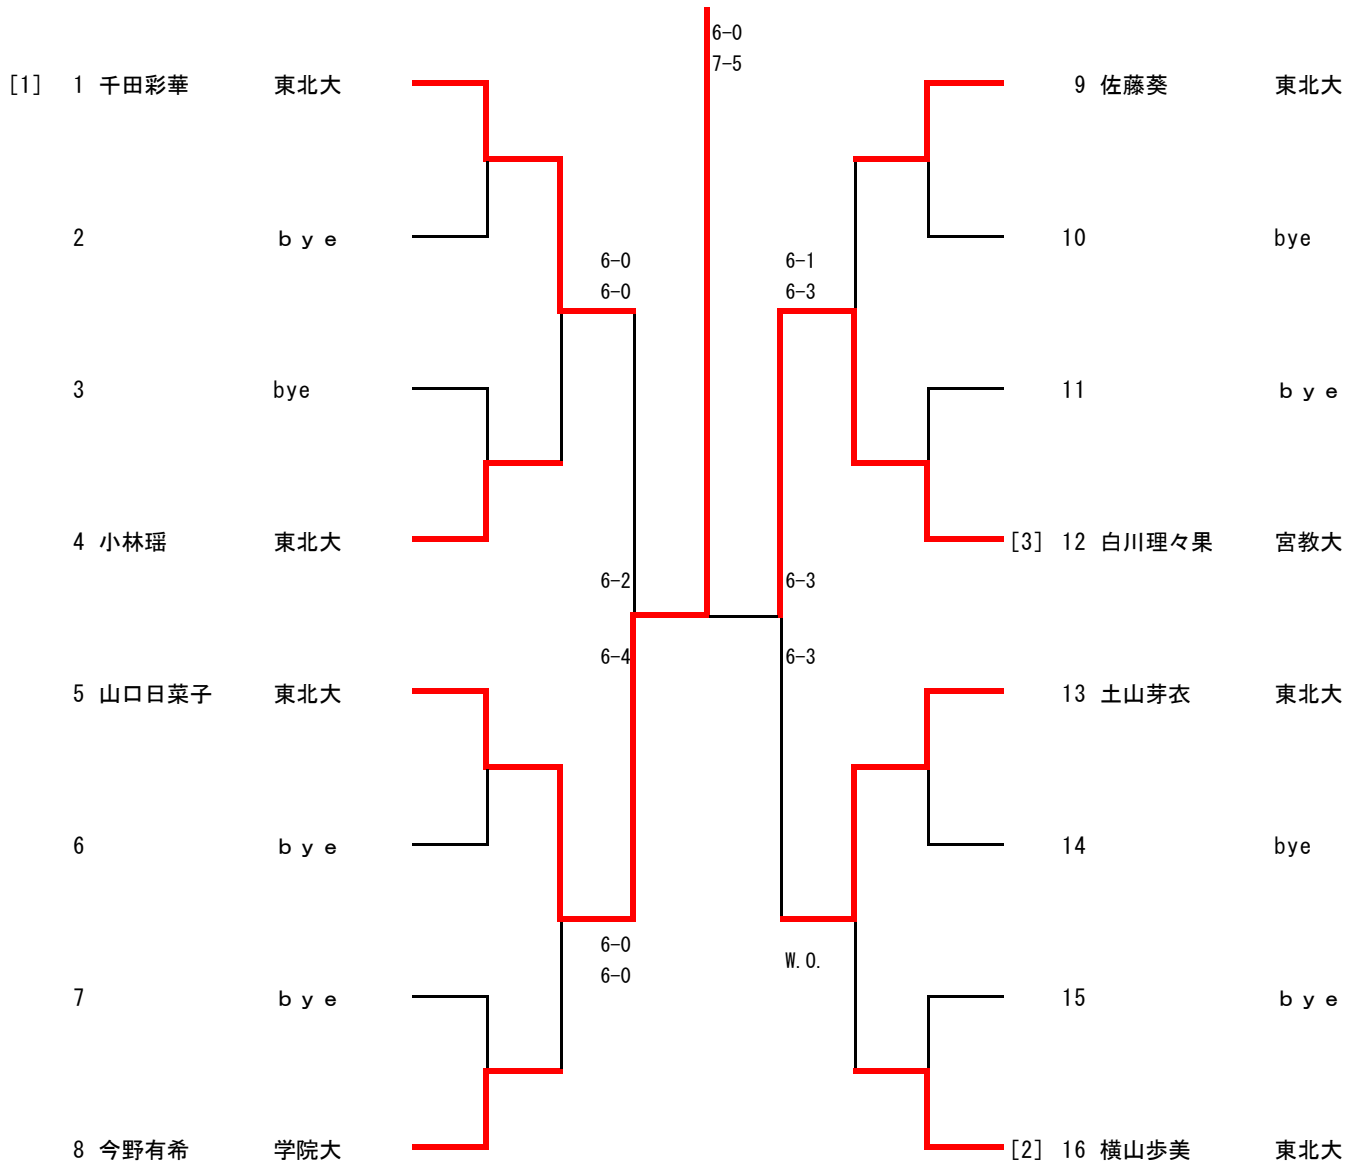 6-0
7-5
[1] 1 千田彩華 東北大
9 佐藤葵 東北大
2 ｂｙｅ
10 bye
6-0
6-0
6-1
6-3
3 bye
11 ｂｙｅ
4 小林瑶 東北大
[3] 12 白川理々果 宮教大
6-2
6-4
6-3
6-3
5 山口日菜子 東北大
13 土山芽衣 東北大
6 ｂｙｅ
14 bye
6-0
6-0
W.O.
7 ｂｙｅ
15 ｂｙｅ
8 今野有希 学院大
[2] 16 横山歩美 東北大